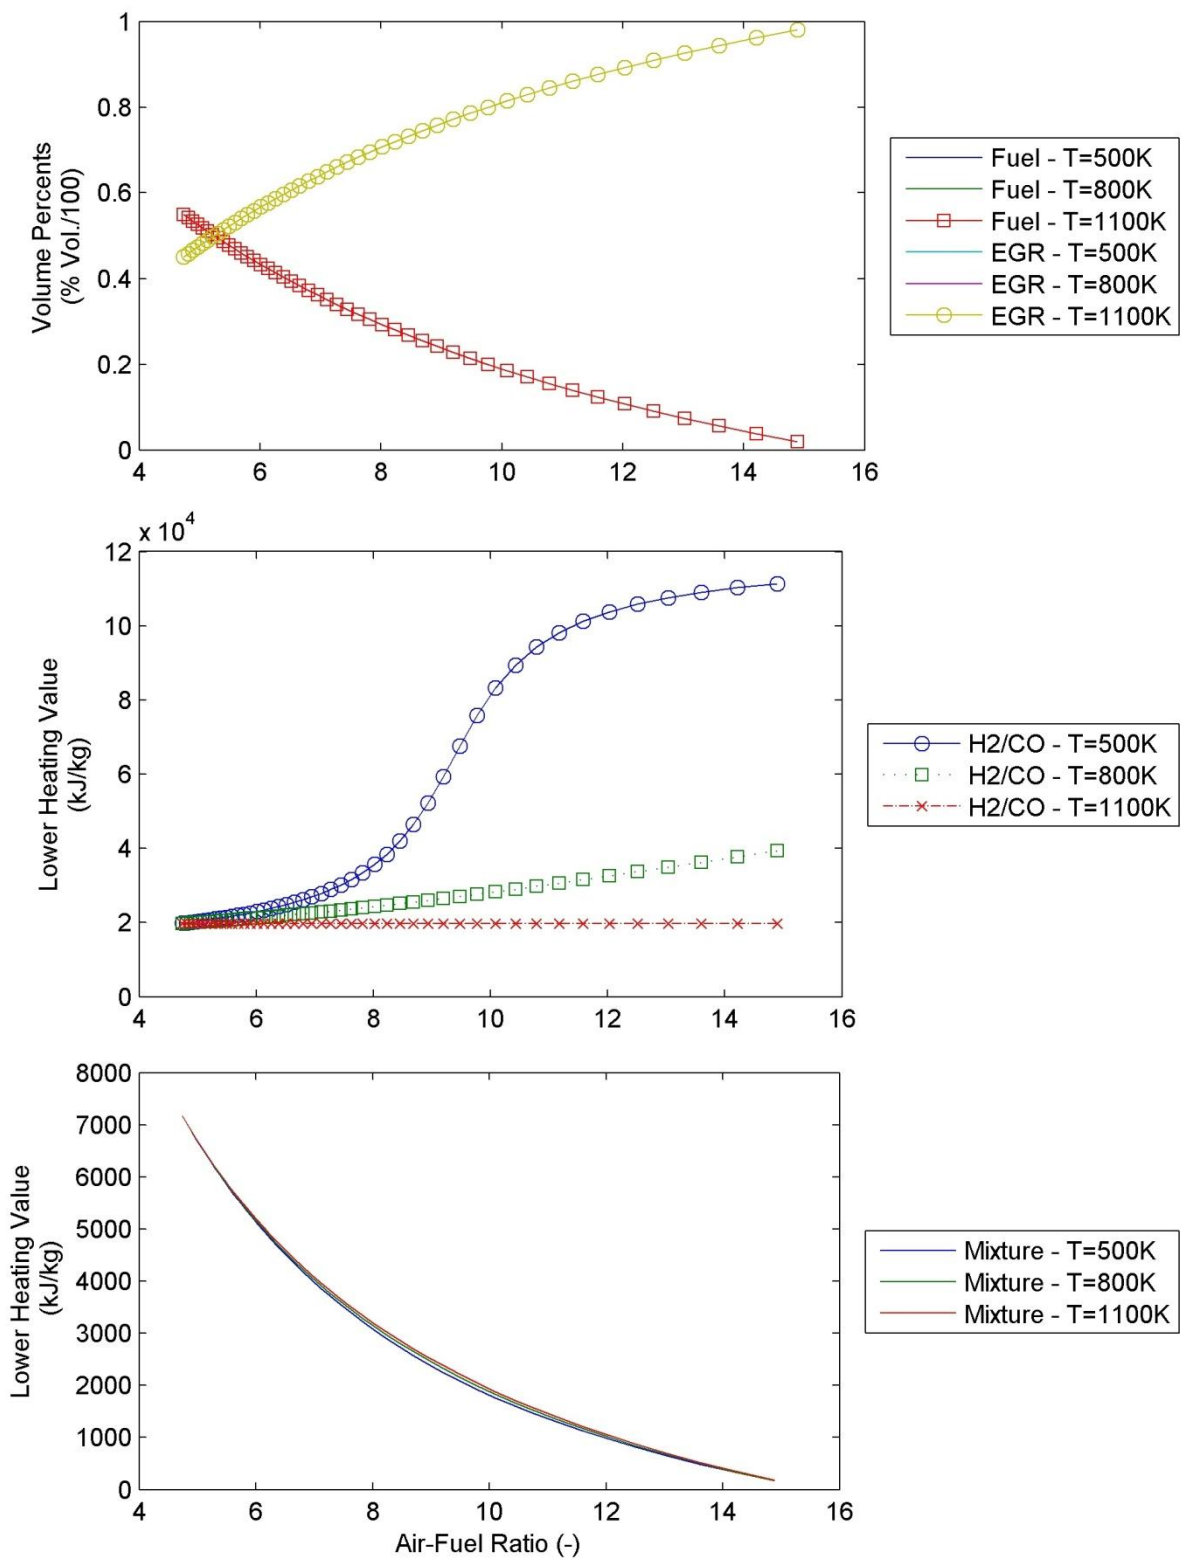 1
0.8
0.6
0.4
0.2
0
Volume Percents
(% Vol./100)
4 6 8 10 12 14 16
Fuel - T=500K
Fuel - T=800K
Fuel - T=1100K
EGR - T=500K
EGR - T=800K
EGR - T=1100K
x 10^4
12
10
8
6
4
2
0
Lower Heating Value
(kJ/kg)
4 6 8 10 12 14 16
H2/CO - T=500K
H2/CO - T=800K
H2/CO - T=1100K
8000
7000
6000
5000
4000
3000
2000
1000
0
Lower Heating Value
(kJ/kg)
4 6 8 10 12 14 16
Air-Fuel Ratio (-)
Mixture - T=500K
Mixture - T=800K
Mixture - T=1100K